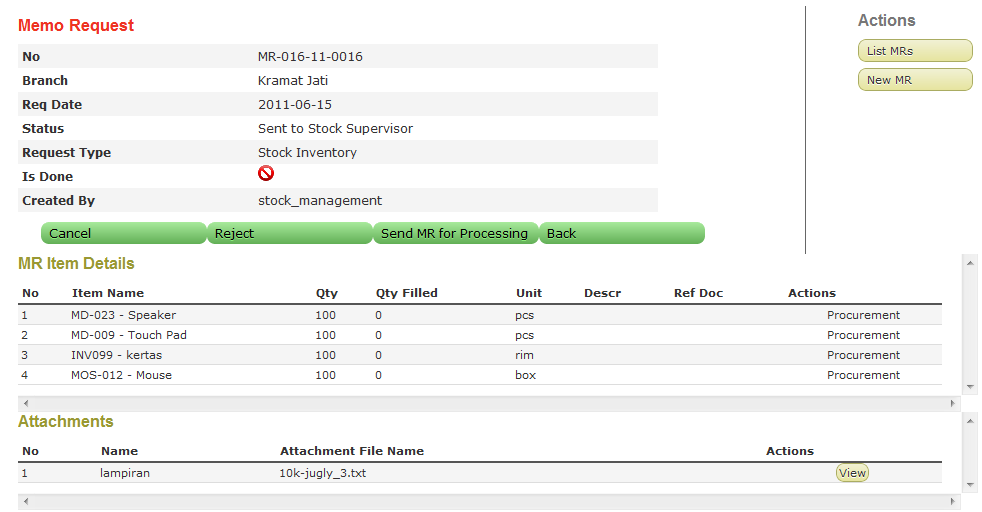 Memo Request
No MR-016-11-0016
Branch Kramat Jati
Req Date 2011-06-15
Status Sent to Stock Supervisor
Request Type Stock Inventory
Is Done
Created By stock_management
Cancel Reject Send MR for Processing Back
Actions
List MRs
New MR
MR Item Details
No Item Name Qty Qty Filled Unit Descr Ref Doc Actions
1 MD-023 - Speaker 100 0 pcs Procurement
2 MD-009 - Touch Pad 100 0 pcs Procurement
3 INV099 - kertas 100 0 rim Procurement
4 MOS-012 - Mouse 100 0 box Procurement
Attachments
No Name Attachment File Name Actions
1 lampiran 10k-jugly_3.txt View